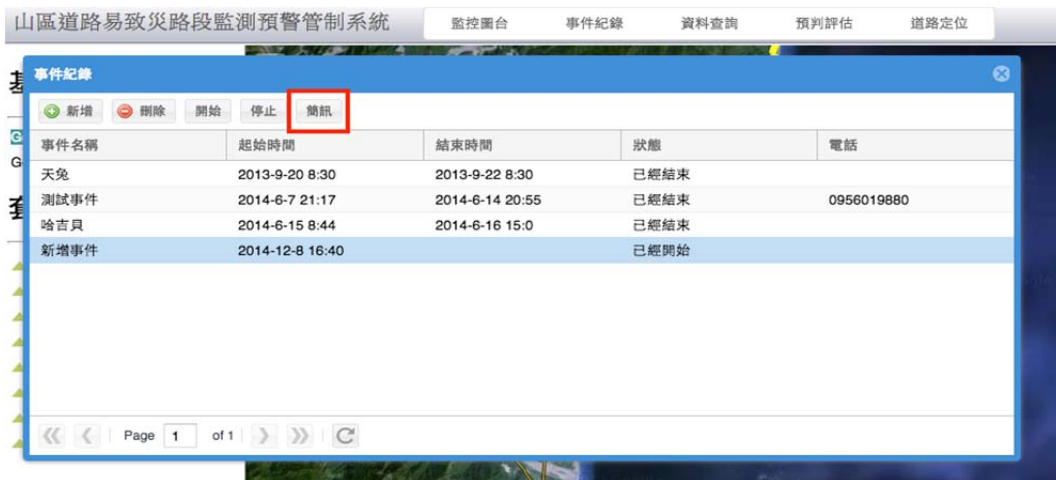 山區道路易致災路段監測預警管制系統 監控圖台 事件紀錄 資料查詢 預判評估 道路定位
事件紀錄
新增 刪除 開始 停止 簡訊
事件名稱 起始時間 結束時間 狀態 電話
天兔 2013-9-20 8:30 2013-9-22 8:30 已經結束
測試事件 2014-6-7 21:17 2014-6-14 20:55 已經結束 0956019880
哈吉貝 2014-6-15 8:44 2014-6-16 15:0 已經結束
新增事件 2014-12-8 16:40 已經開始
Page 1 of 1